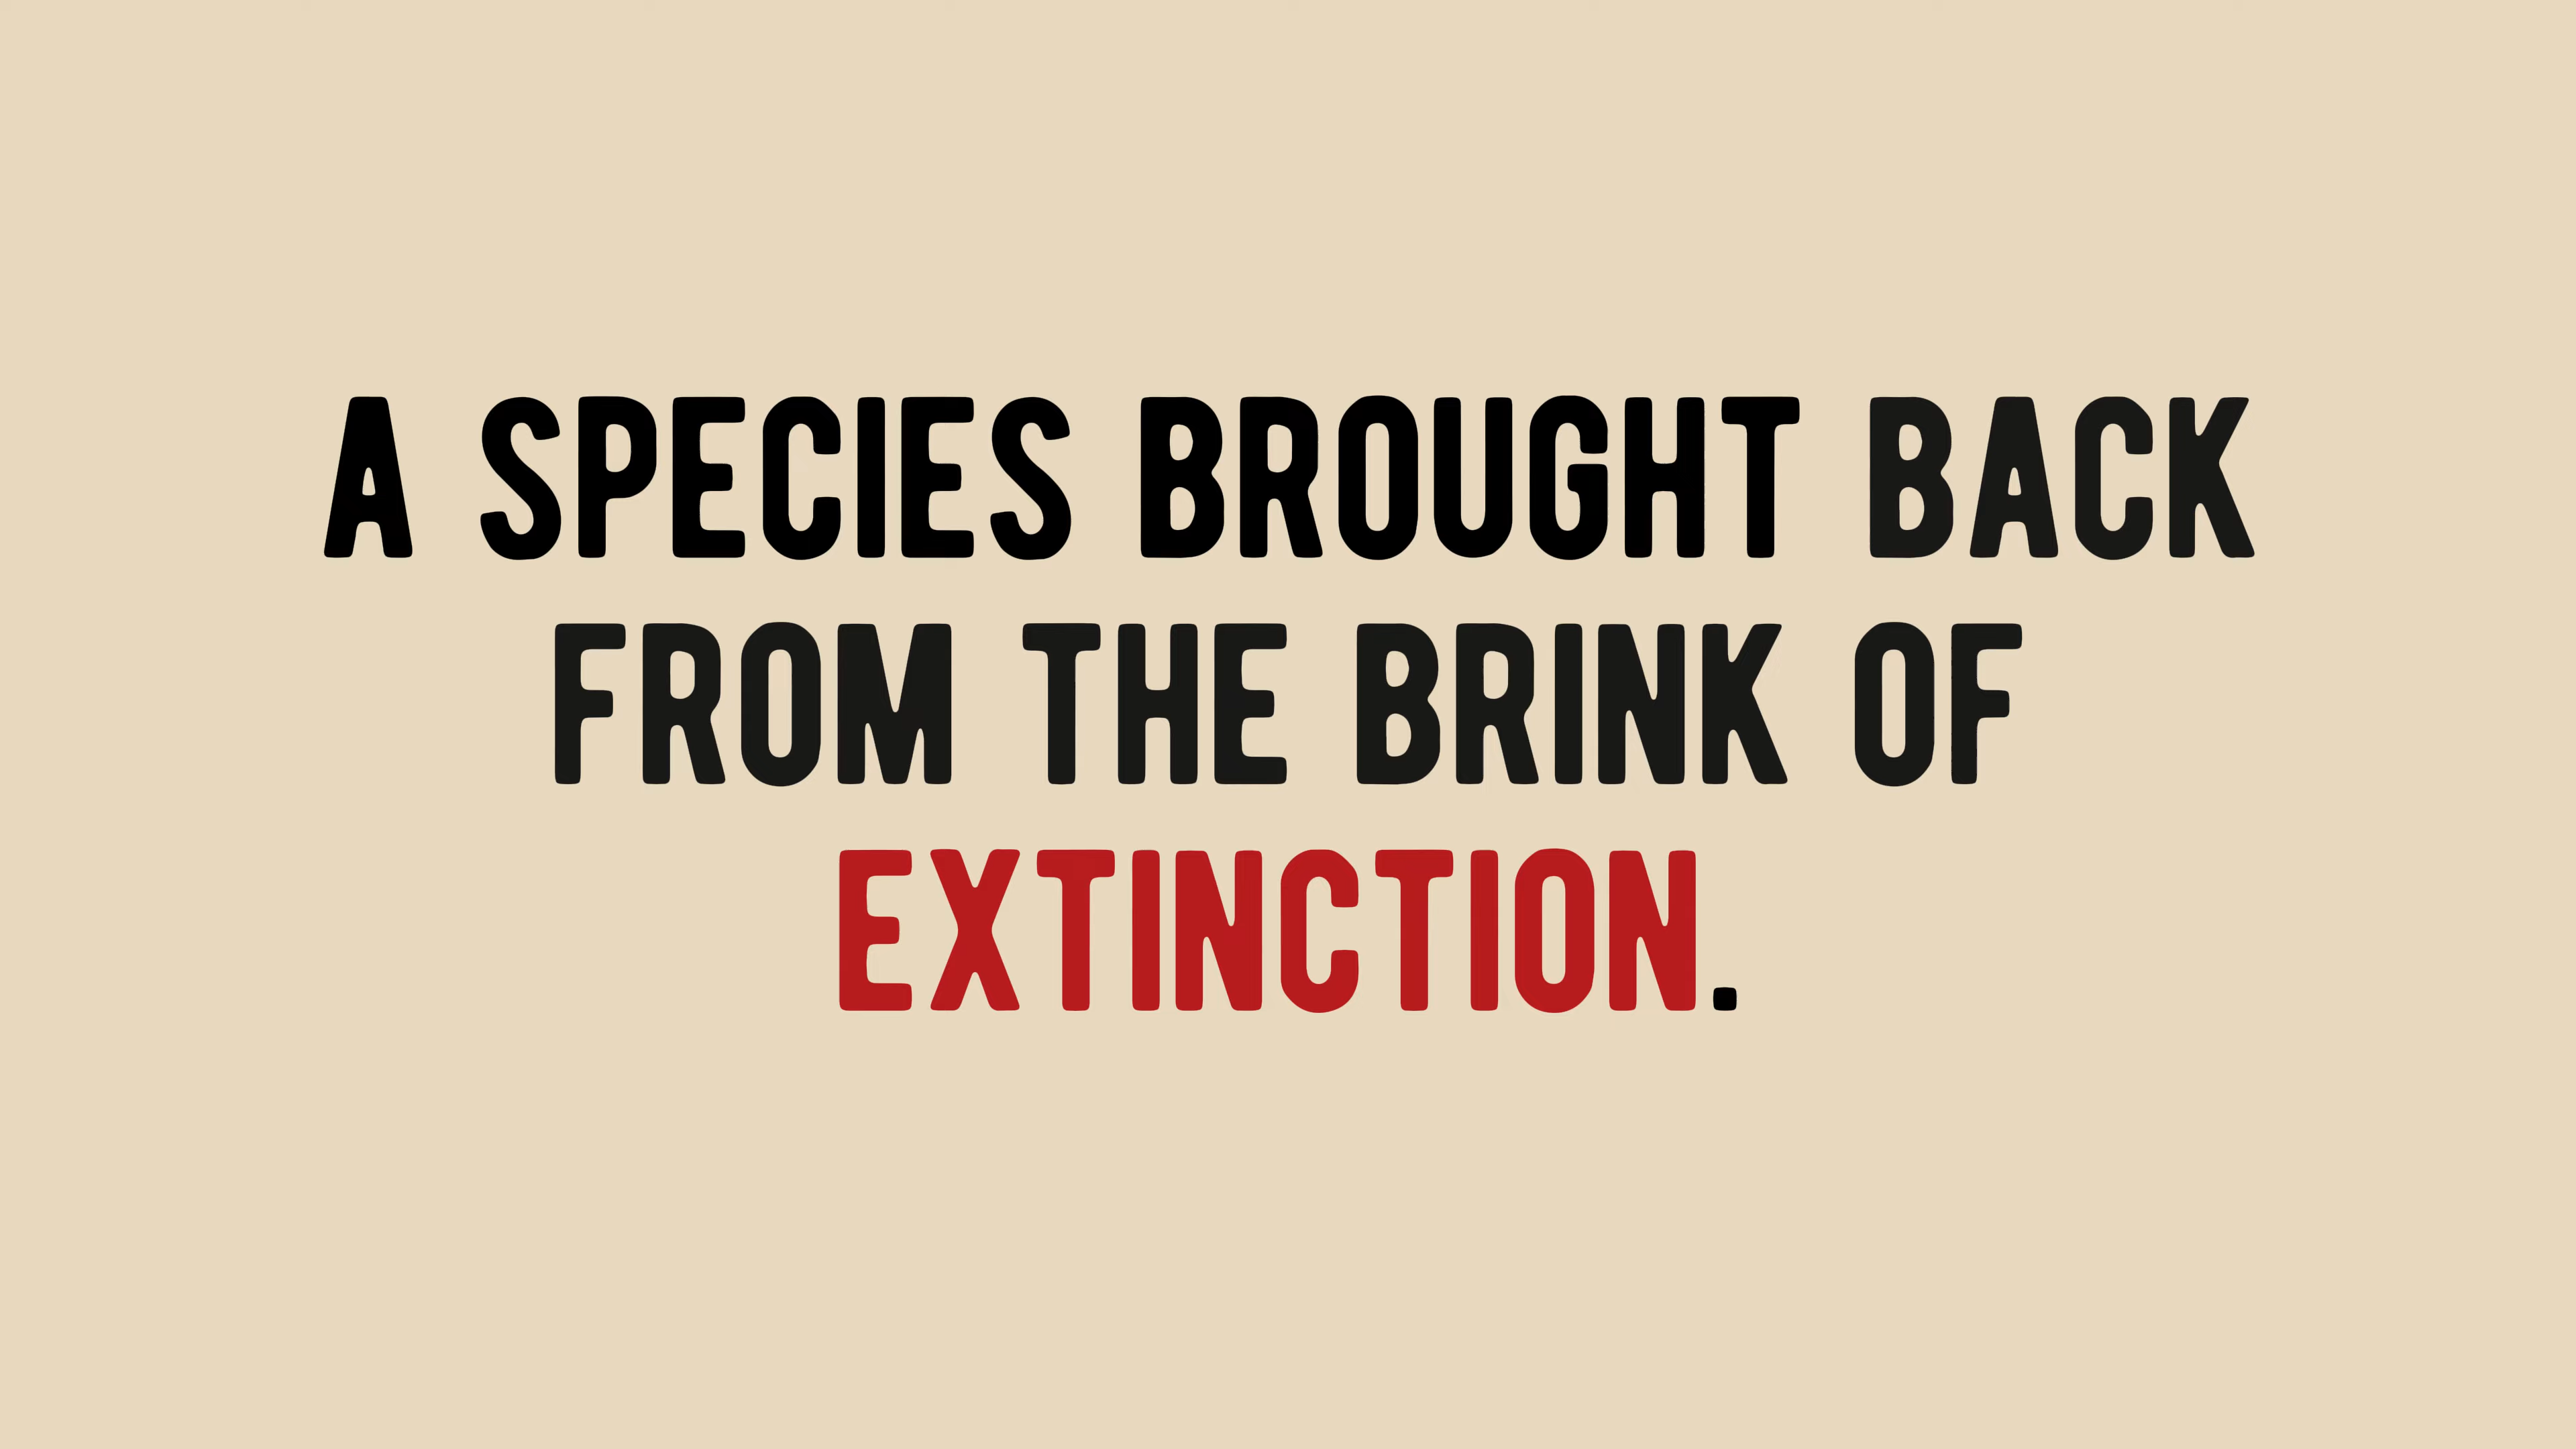 A SPECIES BROUGHT BACK
FROM THE BRINK OF
EXTINCTION.